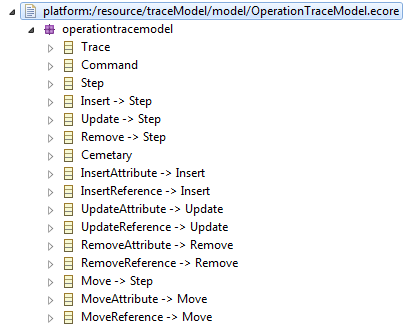 platform:/resource/traceModel/model/OperationTraceModel.ecore
operationtracemodel
Trace
Command
Step
Insert -> Step
Update -> Step
Remove -> Step
Cemetary
InsertAttribute -> Insert
InsertReference -> Insert
UpdateAttribute -> Update
UpdateReference -> Update
RemoveAttribute -> Remove
RemoveReference -> Remove
Move -> Step
MoveAttribute -> Move
MoveReference -> Move